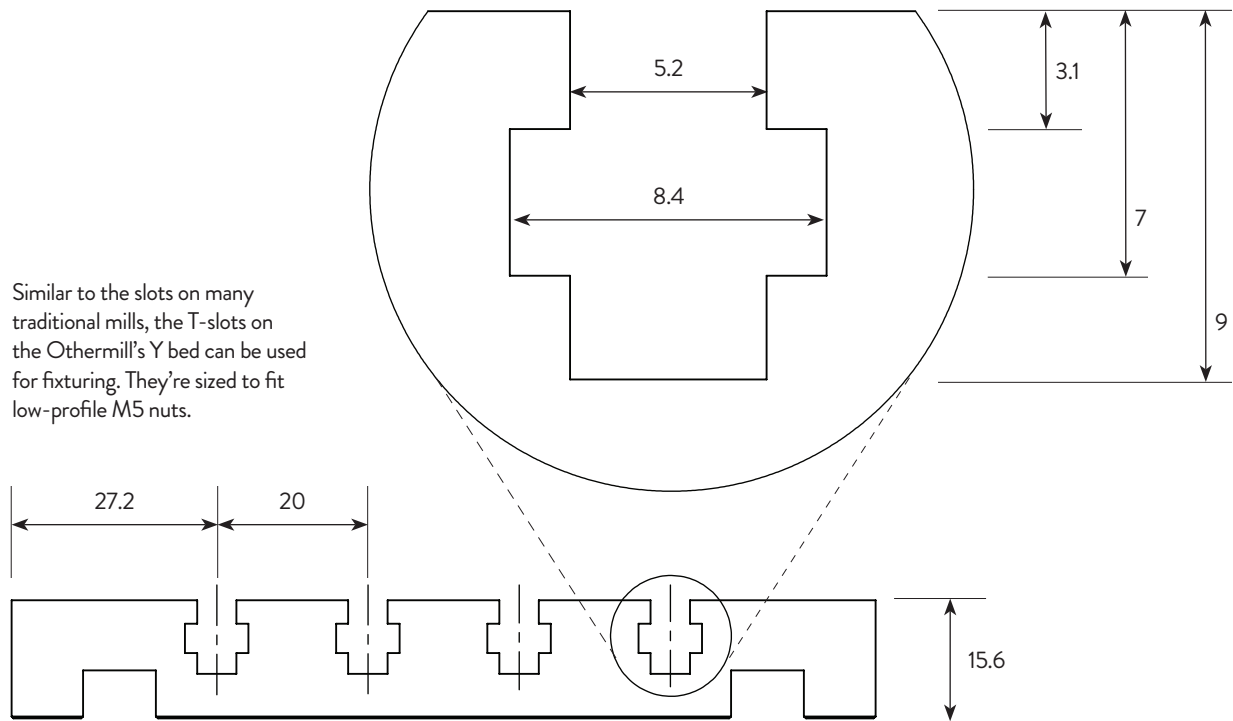 5.2
3.1
8.4
7
9
Similar to the slots on many
traditional mills, the T-slots on
the Othermill's Y bed can be used
for fixturing. They're sized to fit
low-profile M5 nuts.
27.2
20
15.6